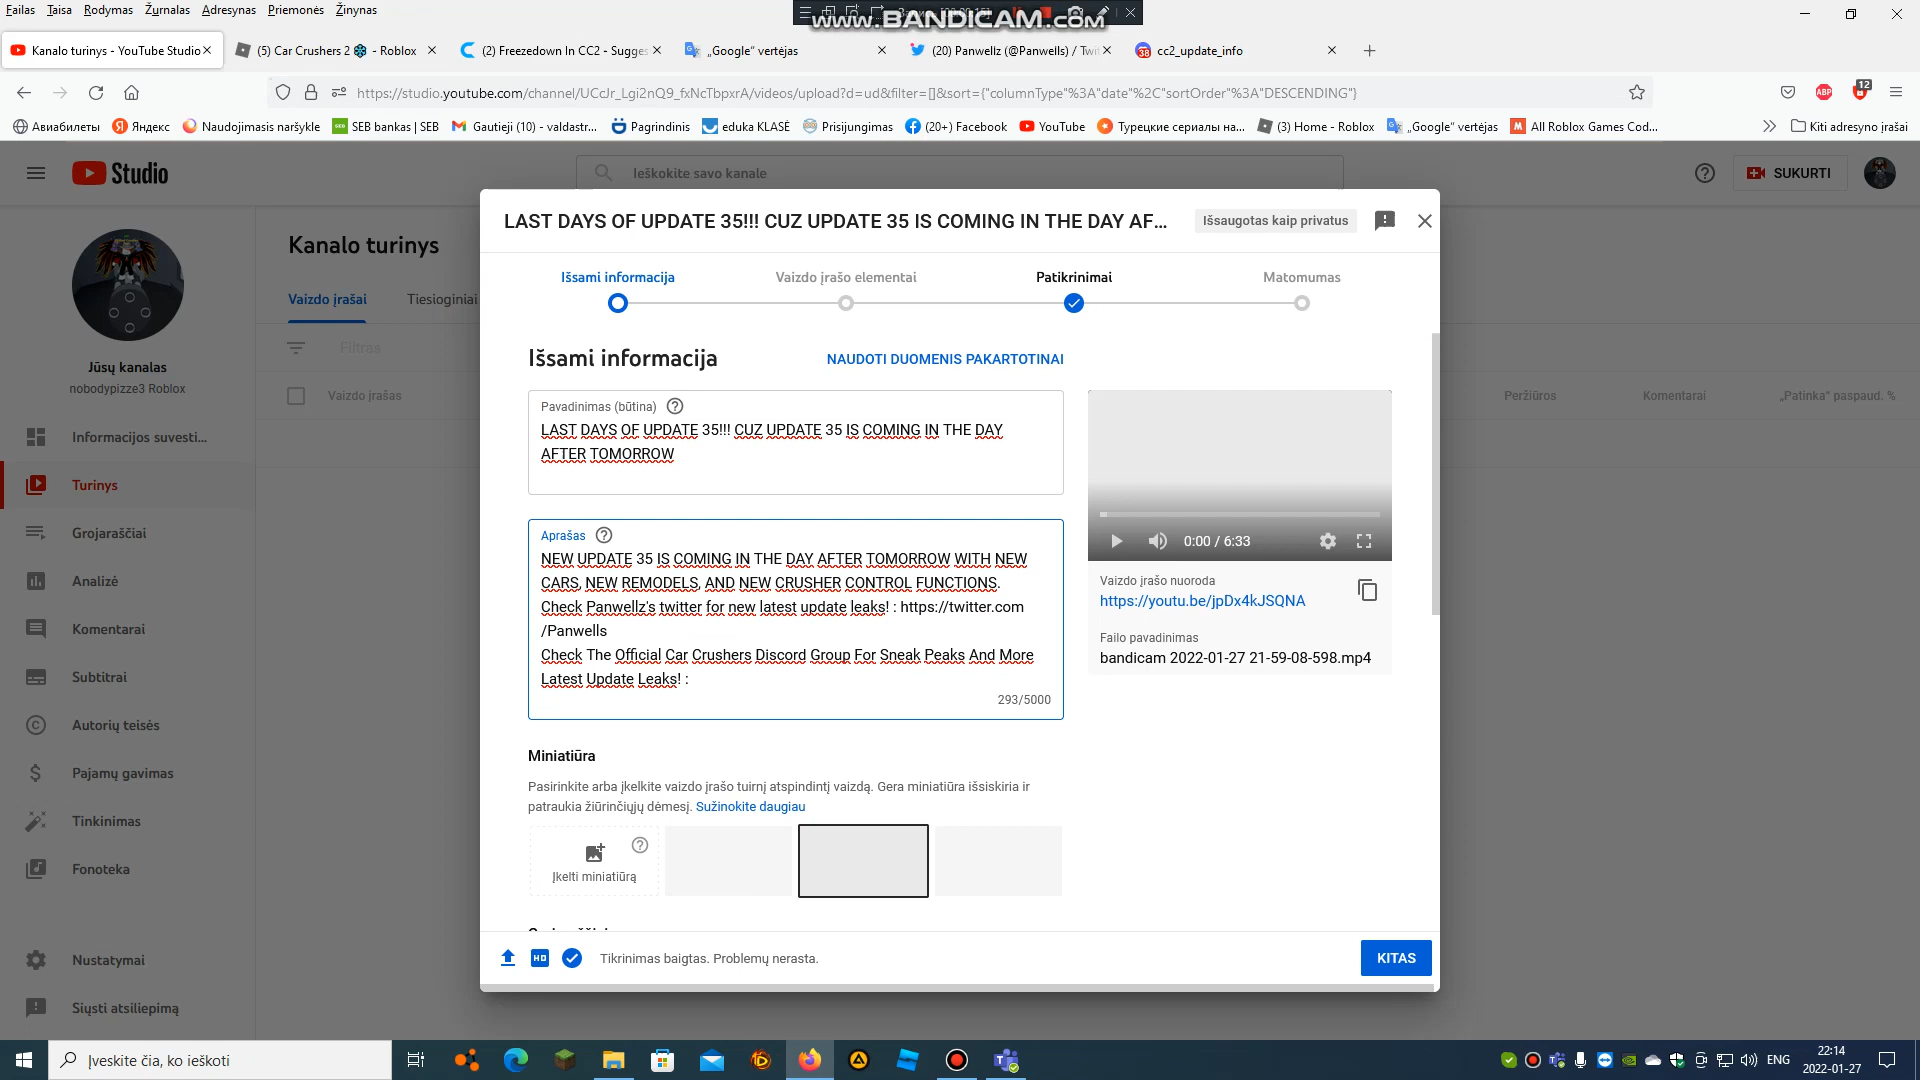 Failas Taisa Rodymas Žurnalas Adresynas Priemonės Žinynas
www.BANDICAM.com
Kanalo turinys - YouTube Studio
(5) Car Crushers 2 - Roblox
(2) Freezedown In CC2 - Sugges
„Google“ vertėjas
(20) Panwellz (@Panwells) / Twi
cc2_update_info
https://studio.youtube.com/channel/UCcJr_Lgi2nQ9_fxNcTbpxrA/videos/upload?d=ud&filter=[]&sort={"columnType"%3A"date"%2C"sortOrder"%3A"DESCENDING"}
ABP
12
Авиабилеты
Яндекс
Naudojimasis naršykle
SEB bankas | SEB
Gautieji (10) - valdastr...
Pagrindinis
eduka KLASĖ
Prisijungimas
(20+) Facebook
YouTube
Турецкие сериалы на...
(3) Home - Roblox
„Google“ vertėjas
All Roblox Games Cod...
Kiti adresyno įrašai
Studio
Ieškokite savo kanale
SUKURTI
Jūsų kanalas
nobodypizze3 Roblox
Informacijos suvesti...
Turinys
Grojaraščiai
Analizė
Komentarai
Subtitrai
Autorių teisės
Pajamų gavimas
Tinkinimas
Fonoteka
Nustatymai
Siųsti atsiliepimą
Kanalo turinys
Vaizdo įrašai
Tiesioginiai
Filtras
Vaizdo įrašas
Peržiūros
Komentarai
„Patinka“ paspaud. %
LAST DAYS OF UPDATE 35!!! CUZ UPDATE 35 IS COMING IN THE DAY AF...
Išsaugotas kaip privatus
Išsami informacija
Vaizdo įrašo elementai
Patikrinimai
Matomumas
Išsami informacija
NAUDOTI DUOMENIS PAKARTOTINAI
Pavadinimas (būtina)
LAST DAYS OF UPDATE 35!!! CUZ UPDATE 35 IS COMING IN THE DAY
AFTER TOMORROW
Aprašas
NEW UPDATE 35 IS COMING IN THE DAY AFTER TOMORROW WITH NEW
CARS, NEW REMODELS, AND NEW CRUSHER CONTROL FUNCTIONS.
Check Panwellz's twitter for new latest update leaks! : https://twitter.com
/Panwells
Check The Official Car Crushers Discord Group For Sneak Peaks And More
Latest Update Leaks! :
293/5000
0:00 / 6:33
Vaizdo įrašo nuoroda
https://youtu.be/jpDx4kJSQNA
Failo pavadinimas
bandicam 2022-01-27 21-59-08-598.mp4
Miniatiūra
Pasirinkite arba įkelkite vaizdo įrašo tuirnį atspindintį vaizdą. Gera miniatiūra išsiskiria ir
patraukia žiūrinčiųjų dėmesį. Sužinokite daugiau
Įkelti miniatiūrą
Tikrinimas baigtas. Problemų nerasta.
KITAS
Įveskite čia, ko ieškoti
ENG
22:14
2022-01-27